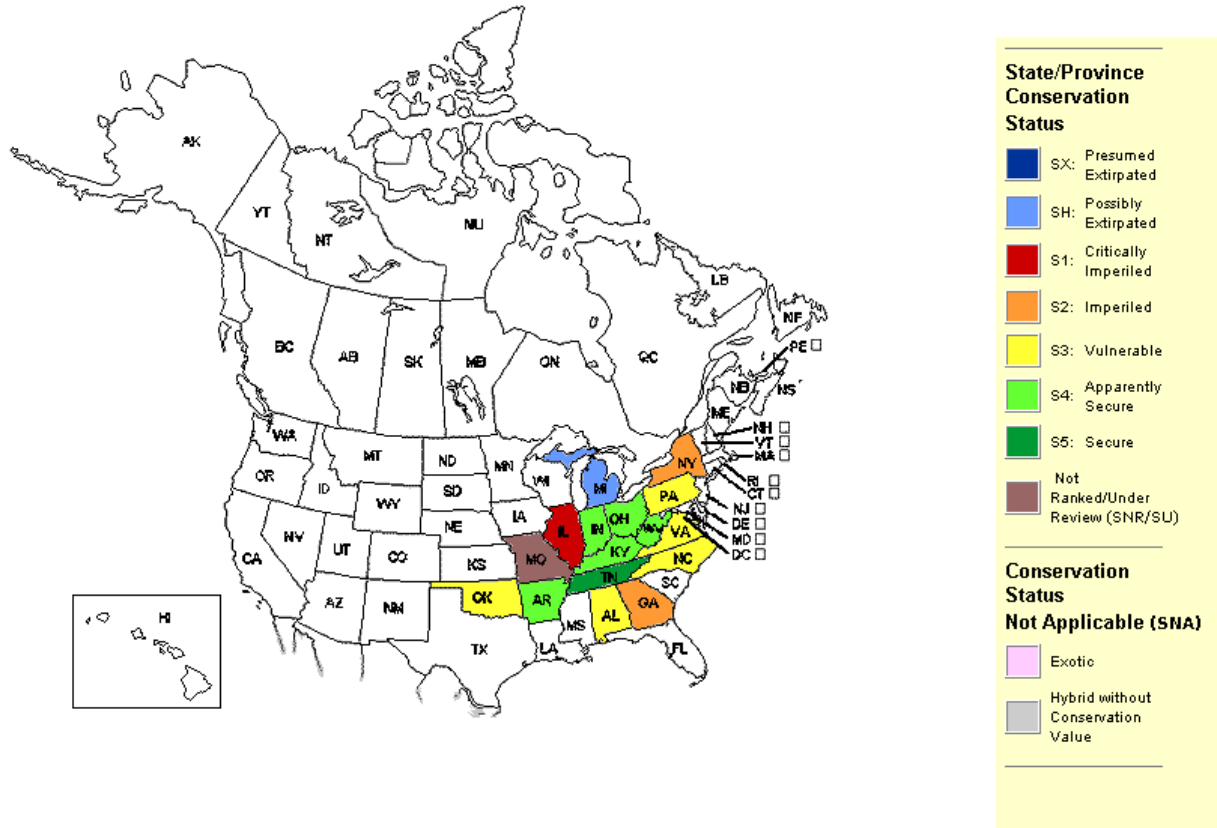 AK
YT
NT
NU
BC
AB
SK
MB
ON
QC
LB
NF
PE
NB
NS
ME
NH
VT
MA
RI
CT
NJ
DE
MD
DC
WA
OR
ID
MT
ND
MN
WI
MI
NY
PA
SD
WY
NE
IA
IL
IN
OH
WV
VA
CA
NV
UT
CO
KS
MO
KY
NC
TN
SC
AZ
NM
OK
AR
TX
LA
MS
AL
GA
FL
HI
State/Province
Conservation
Status
SX: Presumed
Extirpated
SH: Possibly
Extirpated
S1: Critically
Imperiled
S2: Imperiled
S3: Vulnerable
S4: Apparently
Secure
S5: Secure
Not
Ranked/Under
Review (SNR/SU)
Conservation
Status
Not Applicable (SNA)
Exotic
Hybrid without
Conservation
Value